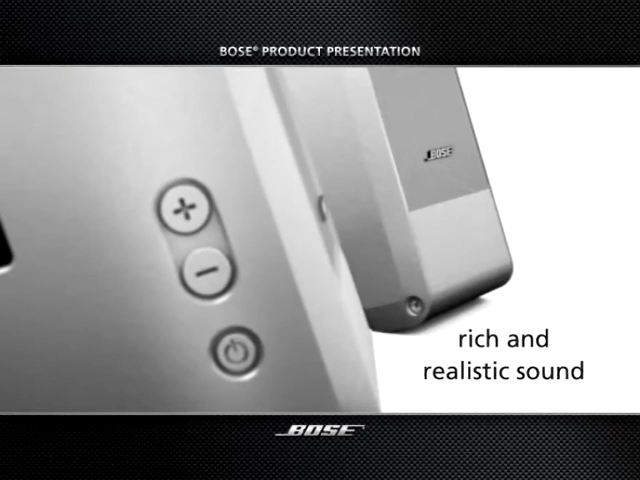 BOSE® PRODUCT PRESENTATION
BOSE
rich and
realistic sound
BOSE